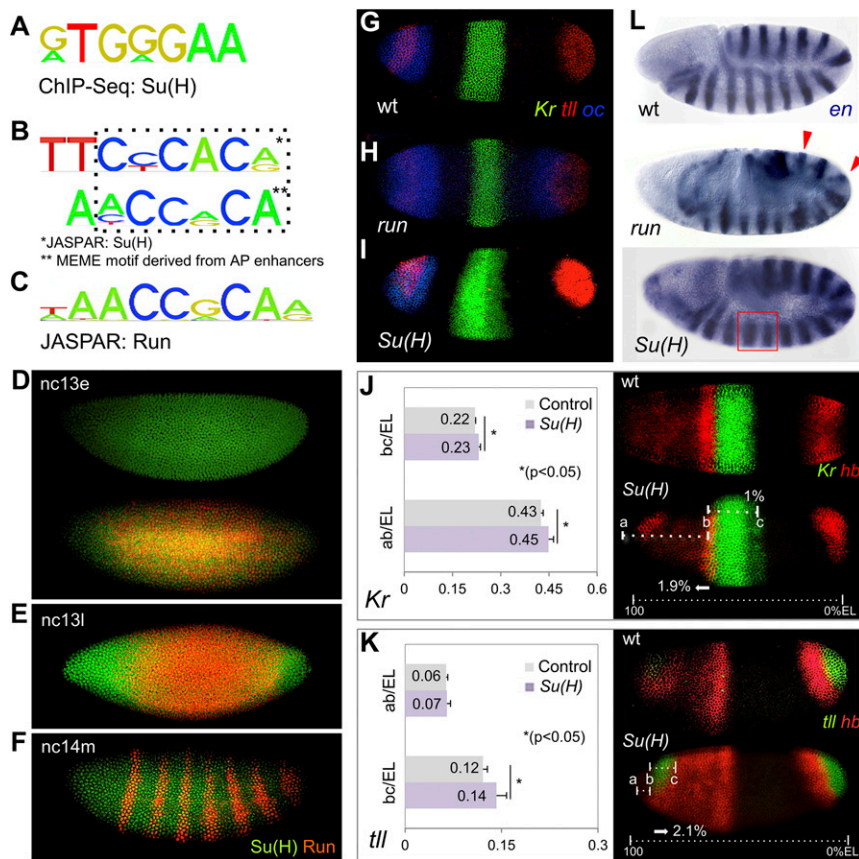 A
GTGGGAA
A A
ChIP-Seq: Su(H)
B
TTCCCACA*
AACCACA**
*JASPAR: Su(H)
** MEME motif derived from AP enhancers
C
TAACCGCAA
JASPAR: Run
D
nc13e
E
nc13l
F
nc14m
Su(H) Run
G
wt
Kr tll oc
H
run
I
Su(H)
L
wt
en
run
Su(H)
J
bc/EL
0.22
0.23
*
Control
Su(H)
*(p<0.05)
ab/EL
0.43
0.45
*
0 0.15 0.30 0.45 0.6
Kr
wt
Kr hb
Su(H)
1%
a b c
1.9%
100 0%EL
K
ab/EL
0.06
0.07
Control
Su(H)
*(p<0.05)
bc/EL
0.12
0.14
*
0 0.15 0.3
tll
wt
tll hb
Su(H)
a b c
2.1%
100 0%EL